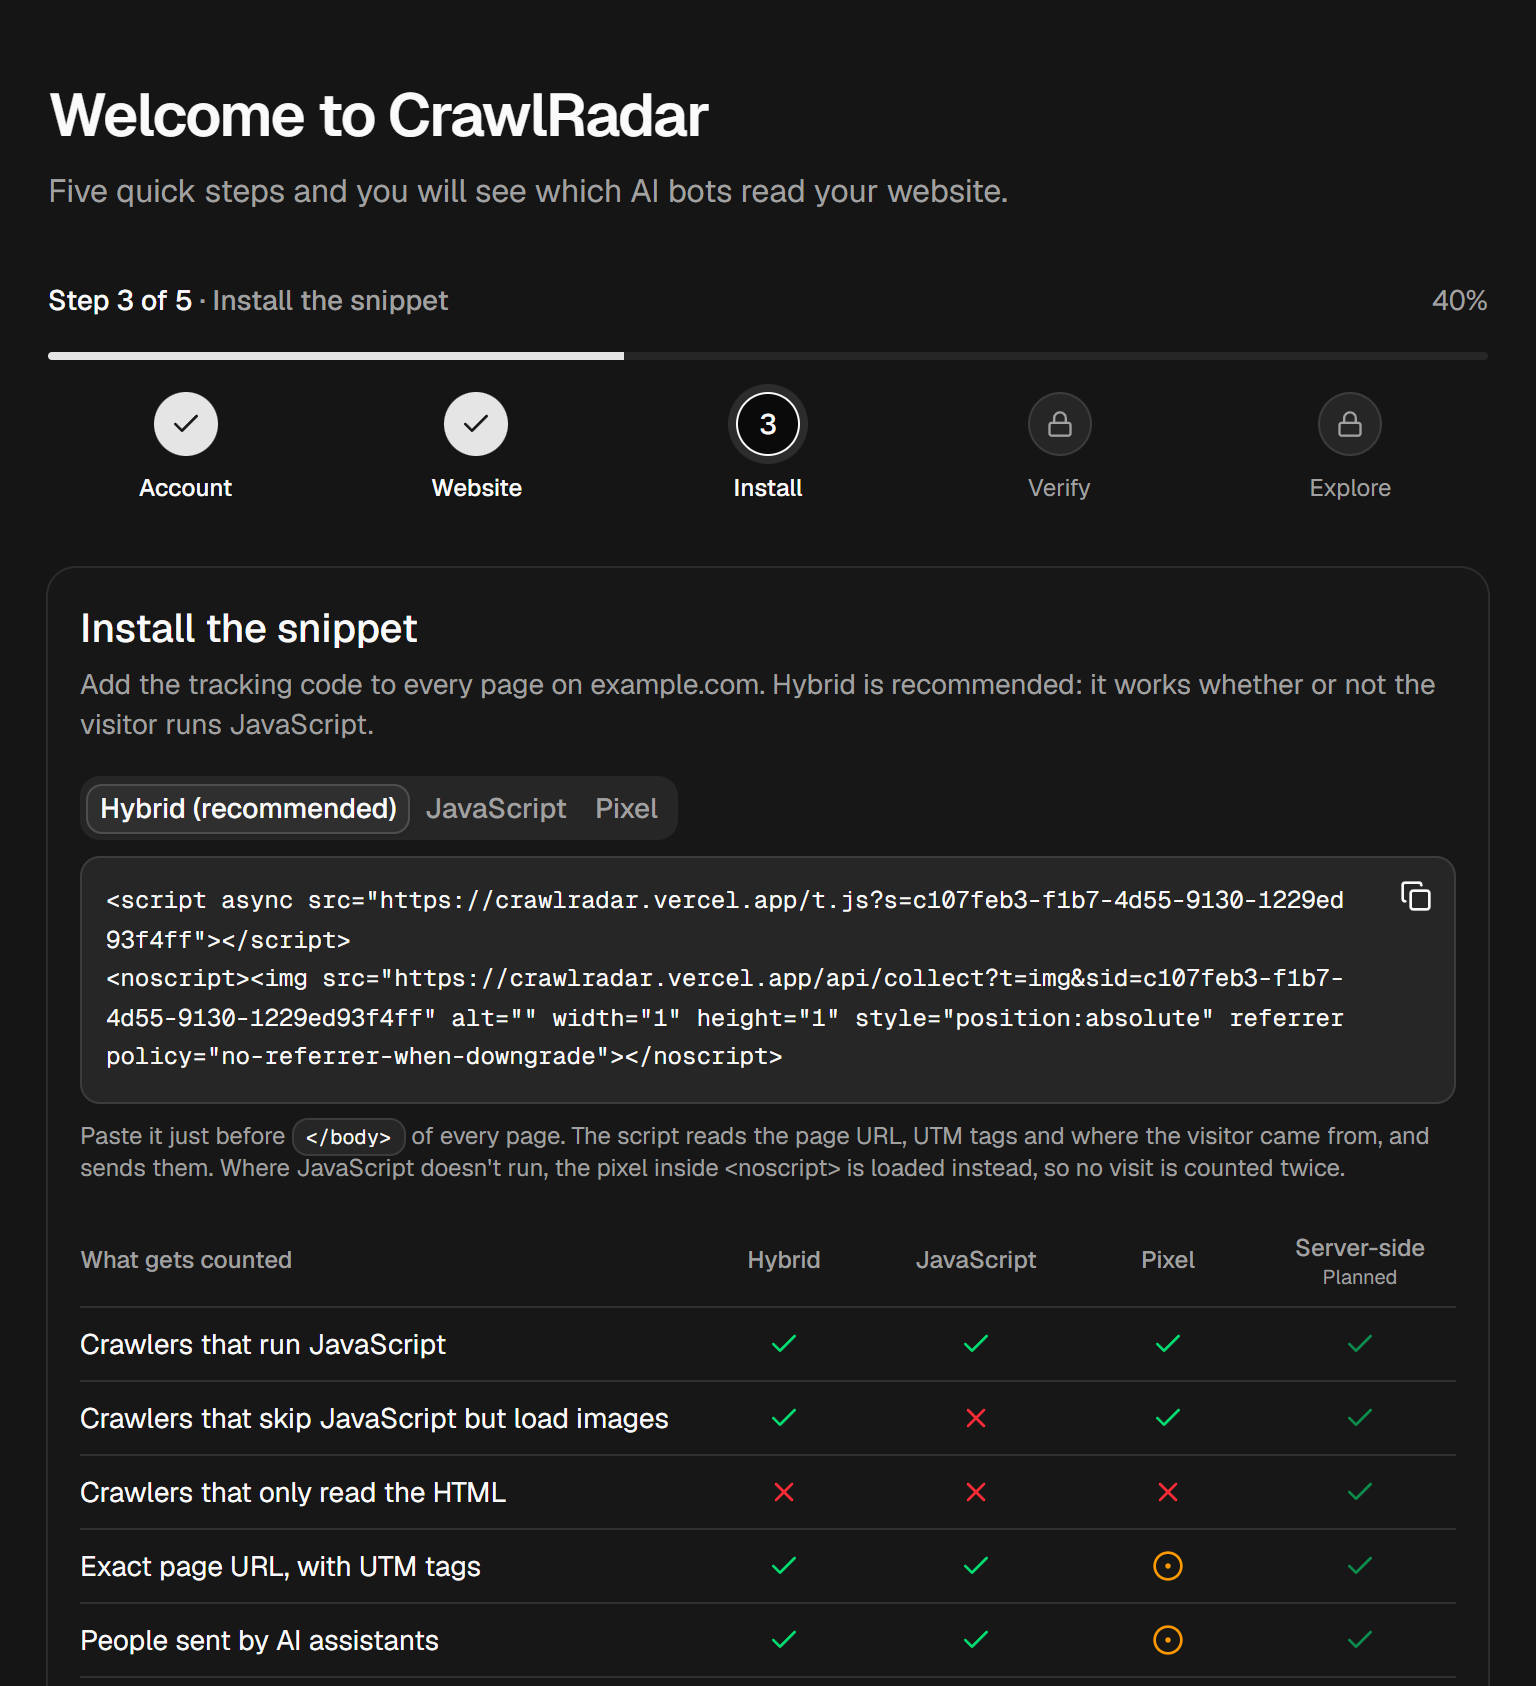 Welcome to CrawlRadar
Five quick steps and you will see which AI bots read your website.
Step 3 of 5 · Install the snippet
40%
3
Account
Website
Install
Verify
Explore
Install the snippet
Add the tracking code to every page on example.com. Hybrid is recommended: it works whether or not the
visitor runs JavaScript.
Hybrid (recommended)
JavaScript
Pixel
<script async src="https://crawlradar.vercel.app/t.js?s=c107feb3-f1b7-4d55-9130-1229ed
93f4ff"></script>
<noscript><img src="https://crawlradar.vercel.app/api/collect?t=img&sid=c107feb3-f1b7-
4d55-9130-1229ed93f4ff" alt="" width="1" height="1" style="position:absolute" referrer
policy="no-referrer-when-downgrade"></noscript>
Paste it just before </body> of every page. The script reads the page URL, UTM tags and where the visitor came from, and
sends them. Where JavaScript doesn't run, the pixel inside <noscript> is loaded instead, so no visit is counted twice.
What gets counted
Hybrid
JavaScript
Pixel
Server-side
Planned
Crawlers that run JavaScript
Crawlers that skip JavaScript but load images
Crawlers that only read the HTML
Exact page URL, with UTM tags
People sent by AI assistants